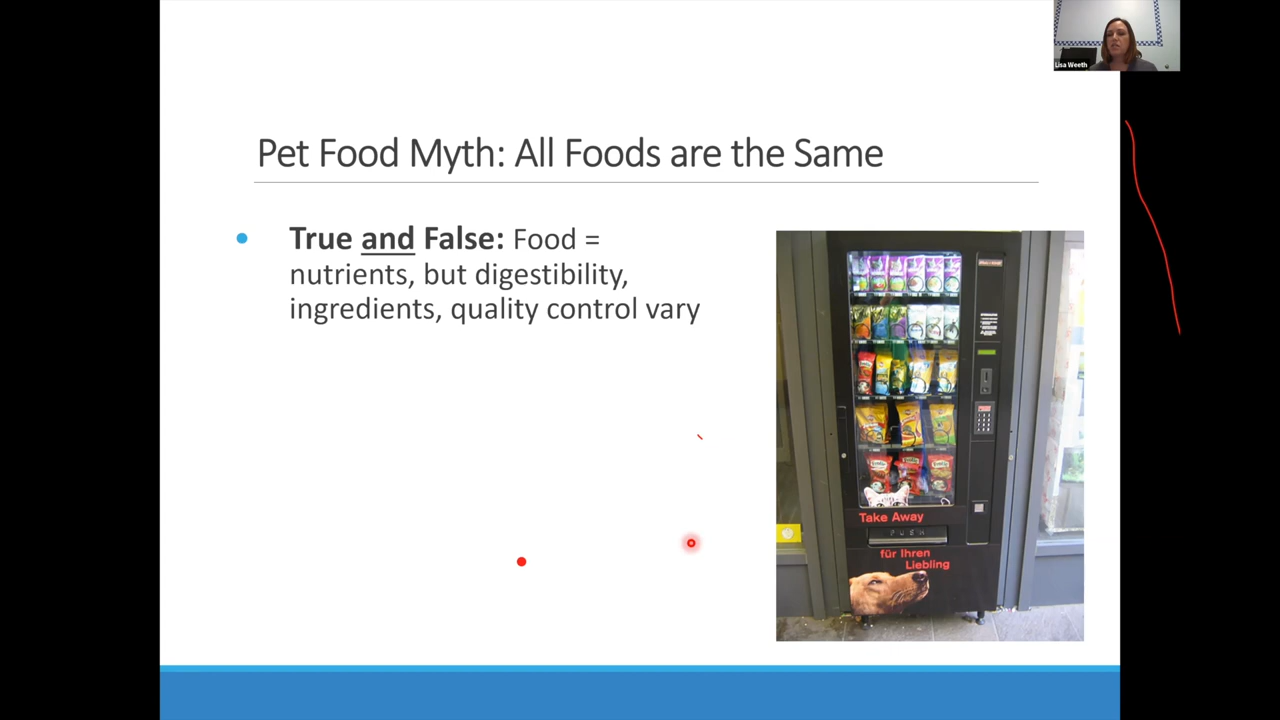 Lisa Weeth
Pet Food Myth: All Foods are the Same
True and False: Food =
nutrients, but digestibility,
ingredients, quality control vary
Take Away
PUSH
für Ihren
Liebling